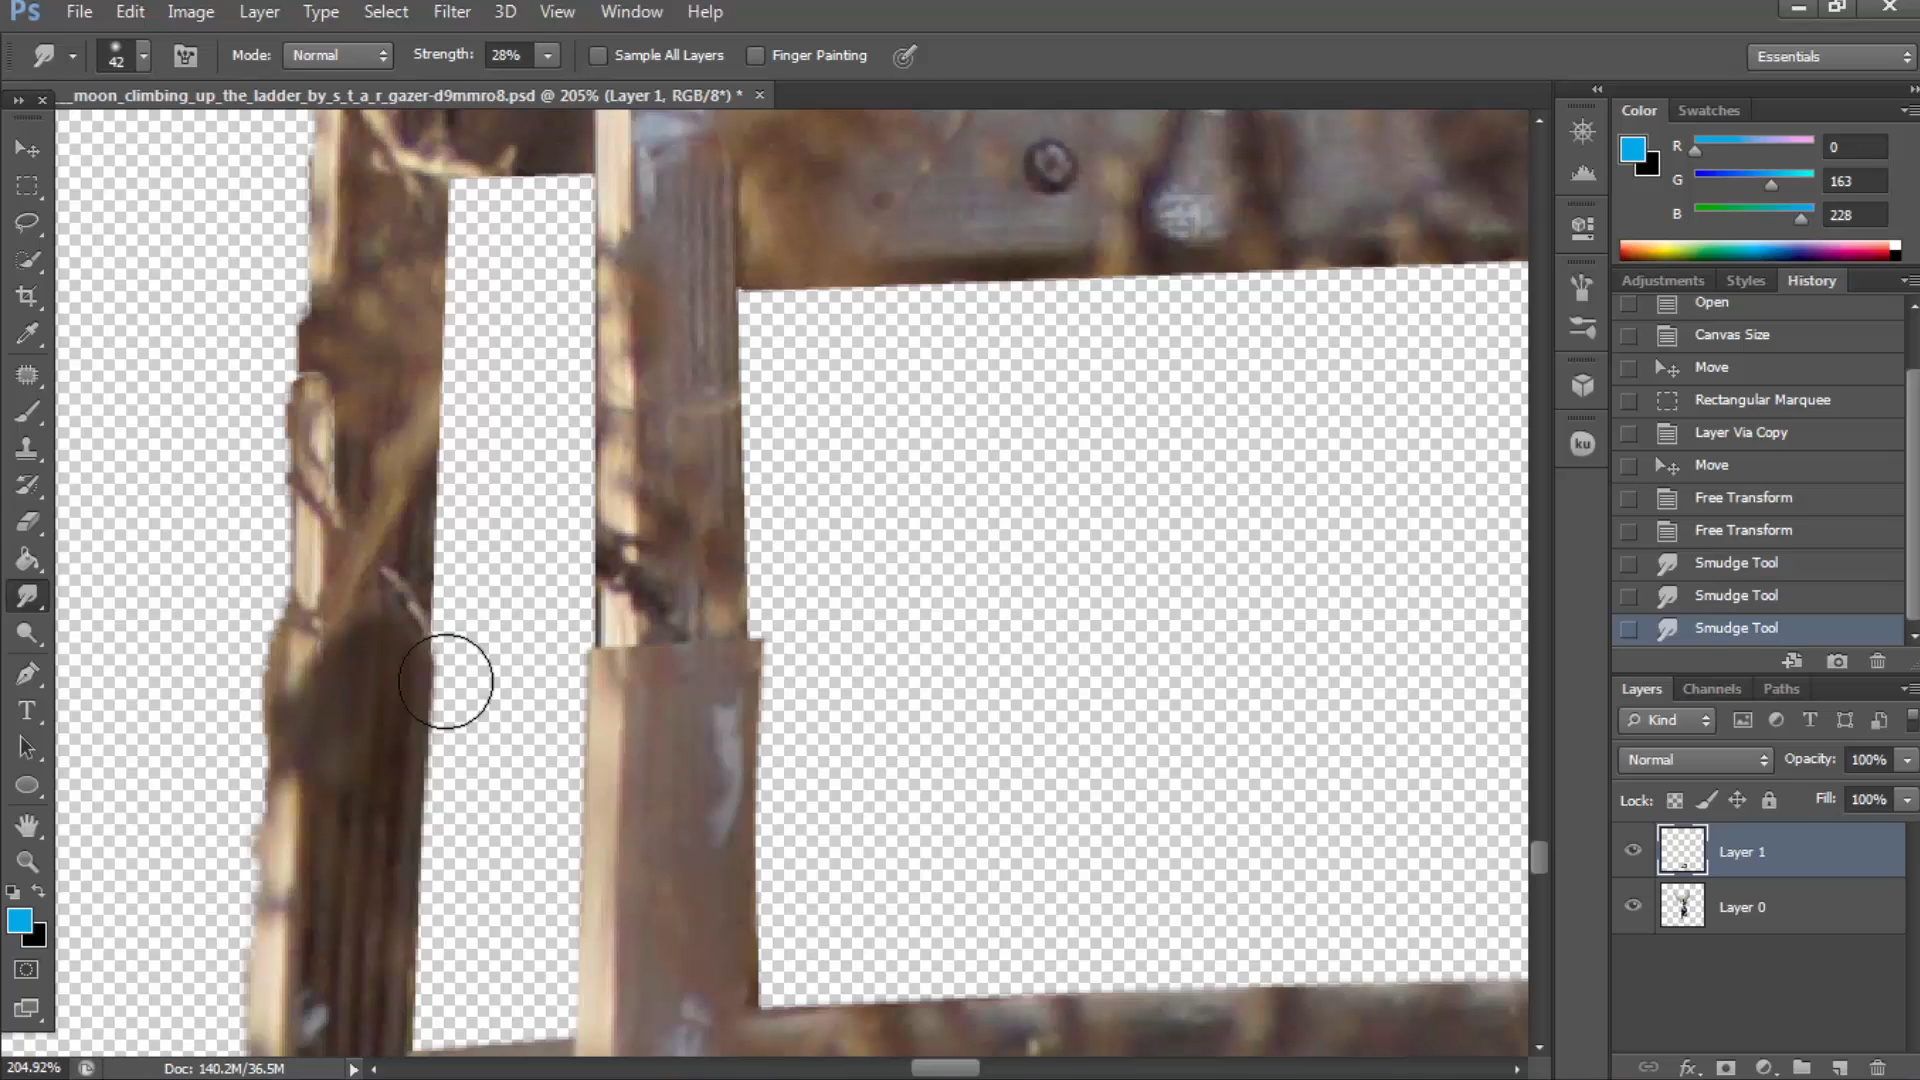 Ps File Edit Image Layer Type Select Filter 3D View Window Help
42 Mode: Normal Strength: 28% Sample All Layers Finger Painting Essentials
_moon_climbing_up_the_ladder_by_s_t_a_r_gazer-d9mmro8.psd @ 205% (Layer 1, RGB/8*) *
Color Swatches
R 0
G 163
B 228
Adjustments Styles History
Open
Canvas Size
Move
Rectangular Marquee
Layer Via Copy
Move
Free Transform
Free Transform
Smudge Tool
Smudge Tool
Smudge Tool
ku
Layers Channels Paths
Kind
Normal Opacity: 100%
Lock: Fill: 100%
Layer 1
Layer 0
204.92% Doc: 140.2M/36.5M